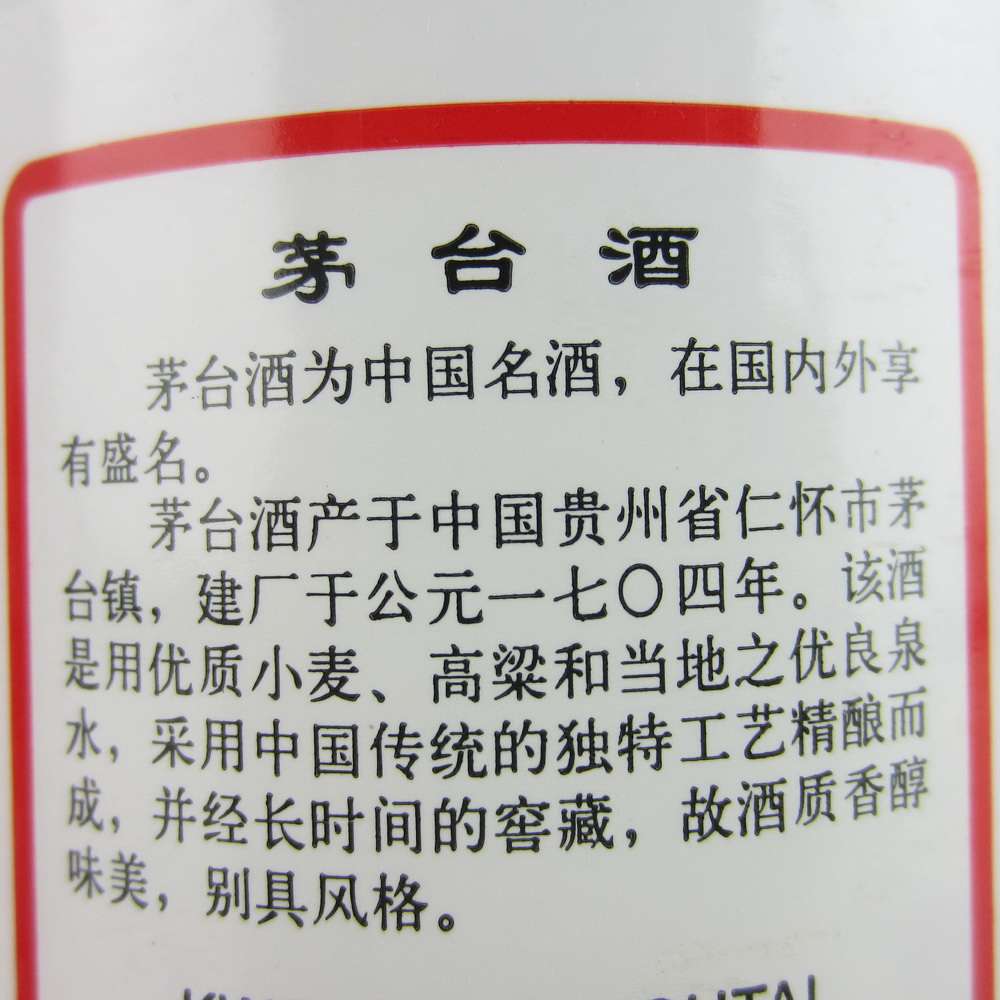 茅台酒
茅台酒为中国名酒，在国内外享
有盛名。
茅台酒产于中国贵州省仁怀市茅
台镇，建厂于公元一七〇四年。该酒
是用优质小麦、高粱和当地之优良泉
水，采用中国传统的独特工艺精酿而
成，并经长时间的窖藏，故酒质香醇
味美，别具风格。